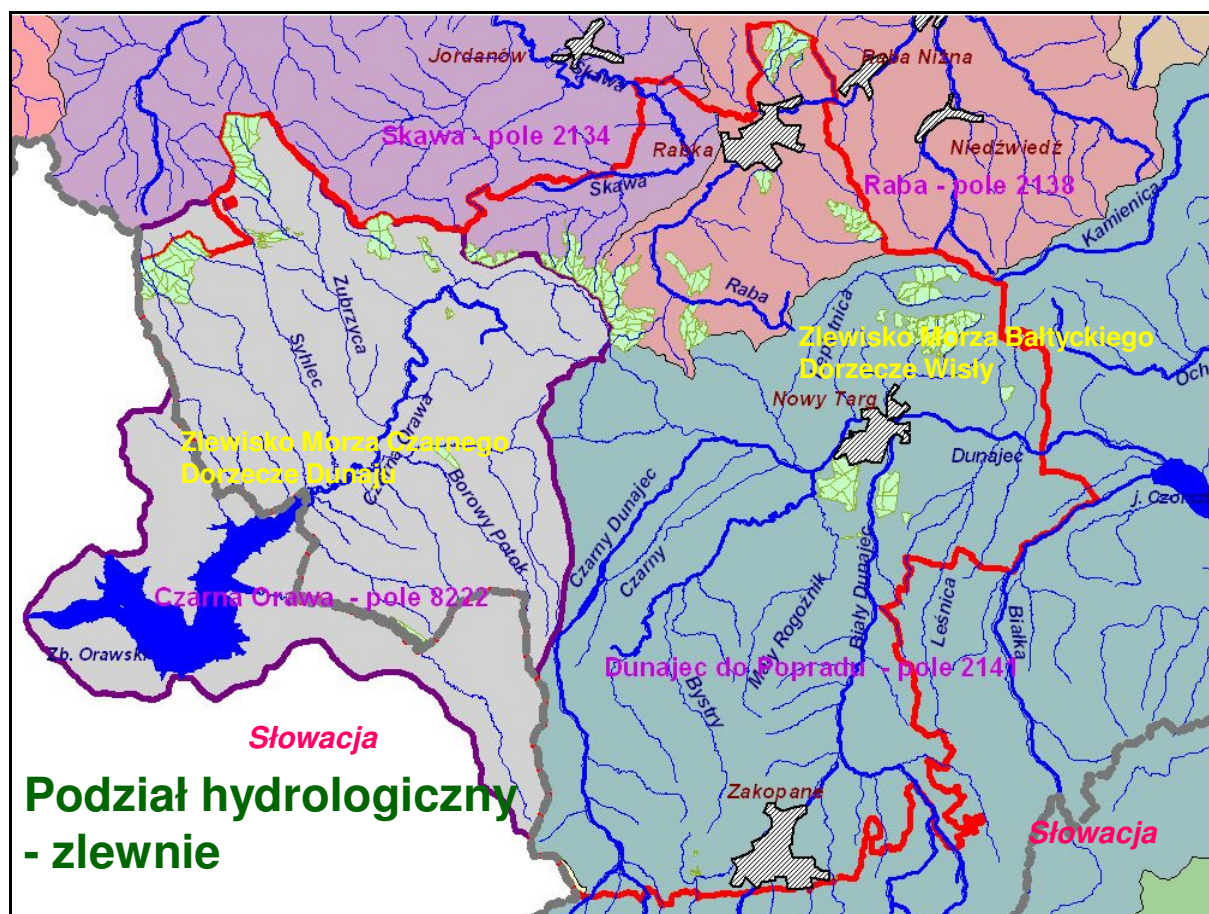 Jordanów
Skawa
Raba Niżna
Skawa - pole 2134
Rabka
Niedźwiedź
Skawa
Raba - pole 2138
Kamienica
Zubrzyca
Raba
Syhlec
Zlewisko Morza Bałtyckiego
Dorzecze Wisły
Nowy Targ
Zlewisko Morza Czarnego
Dorzecze Dunaju
Czarna Orawa
Borowy Potok
Dunajec
j. Czorsz
Czarny Dunajec
Czarny
Mały Rogoźnik
Biały Dunajec
Leśnica
Białka
Czarna Orawa - pole 8222
Zb. Orawski
Dunajec do Popradu - pole 2141
Bystry
Słowacja
Podział hydrologiczny
- zlewnie
Zakopane
Słowacja